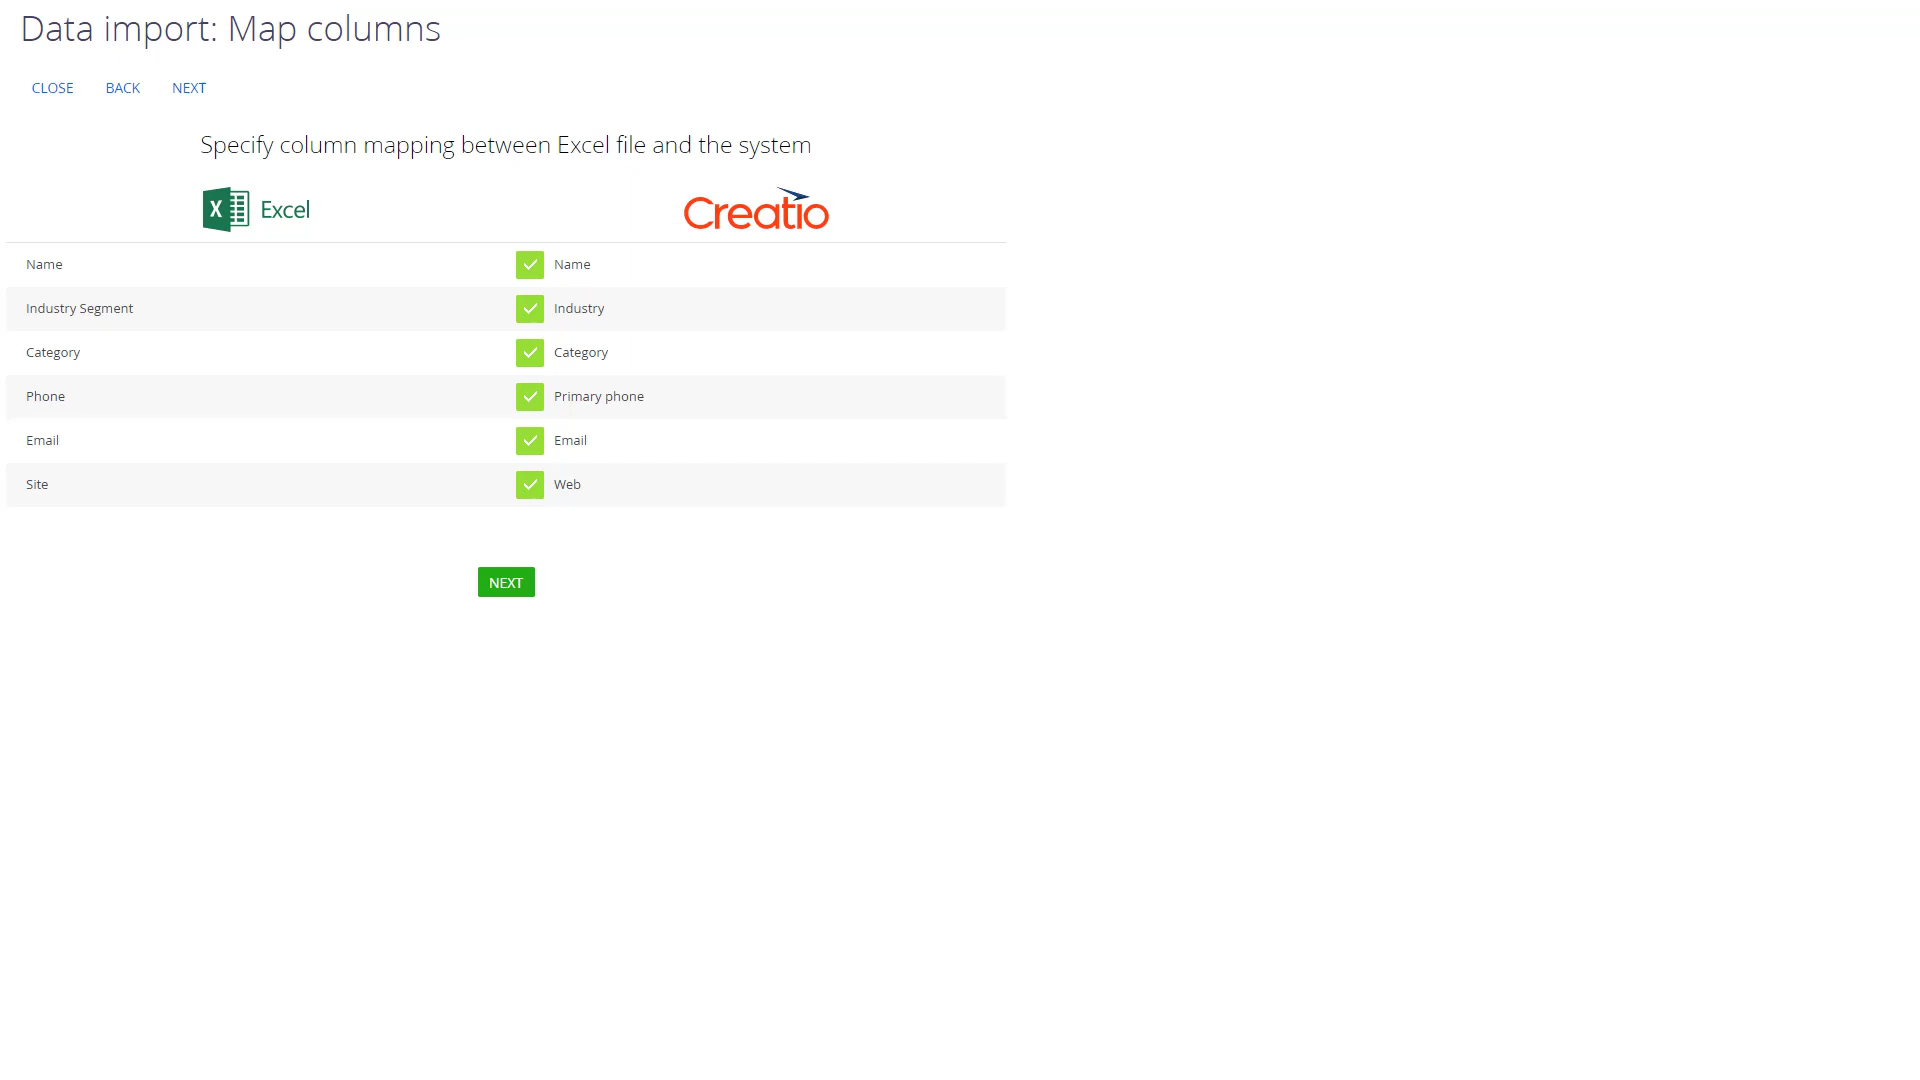 Data import: Map columns
CLOSE BACK NEXT
Specify column mapping between Excel file and the system
X Excel Creatio
Name Name
Industry Segment Industry
Category Category
Phone Primary phone
Email Email
Site Web
NEXT